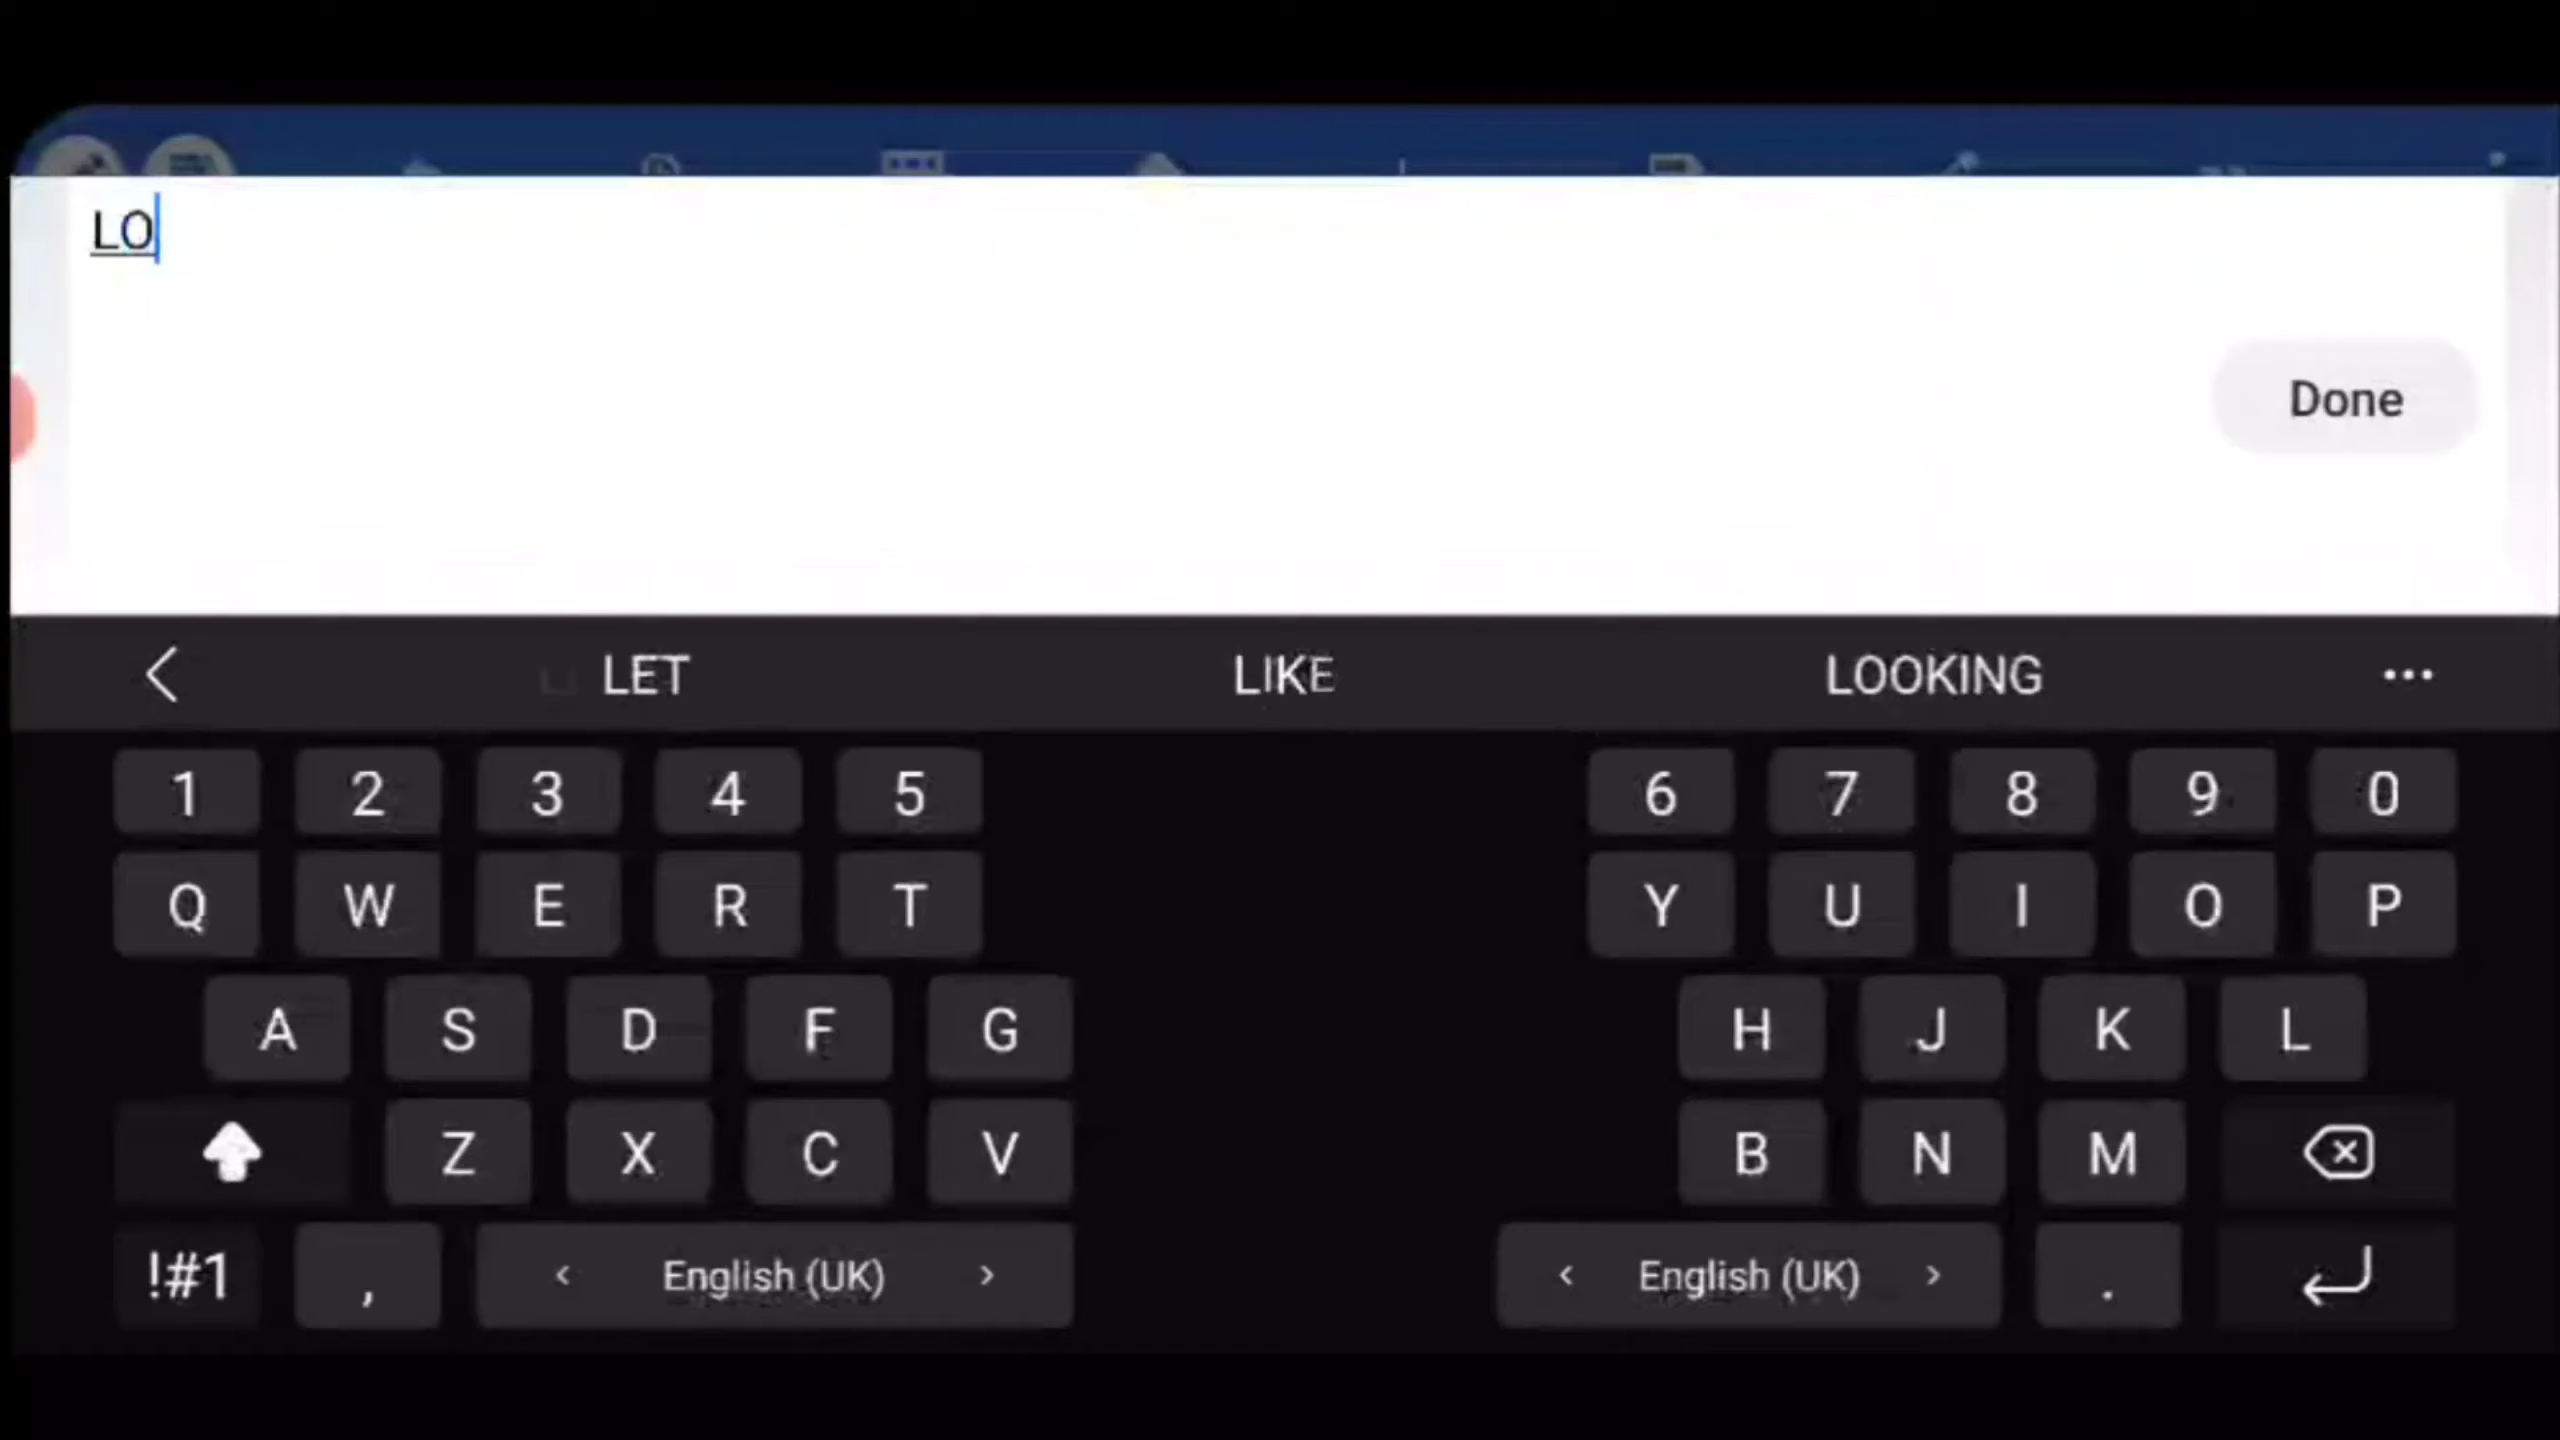 LO
Done
LET LIKE LOOKING
1 2 3 4 5 6 7 8 9 0
Q W E R T Y U I O P
A S D F G H J K L
Z X C V B N M
!#1 , < English (UK) > < English (UK) > .